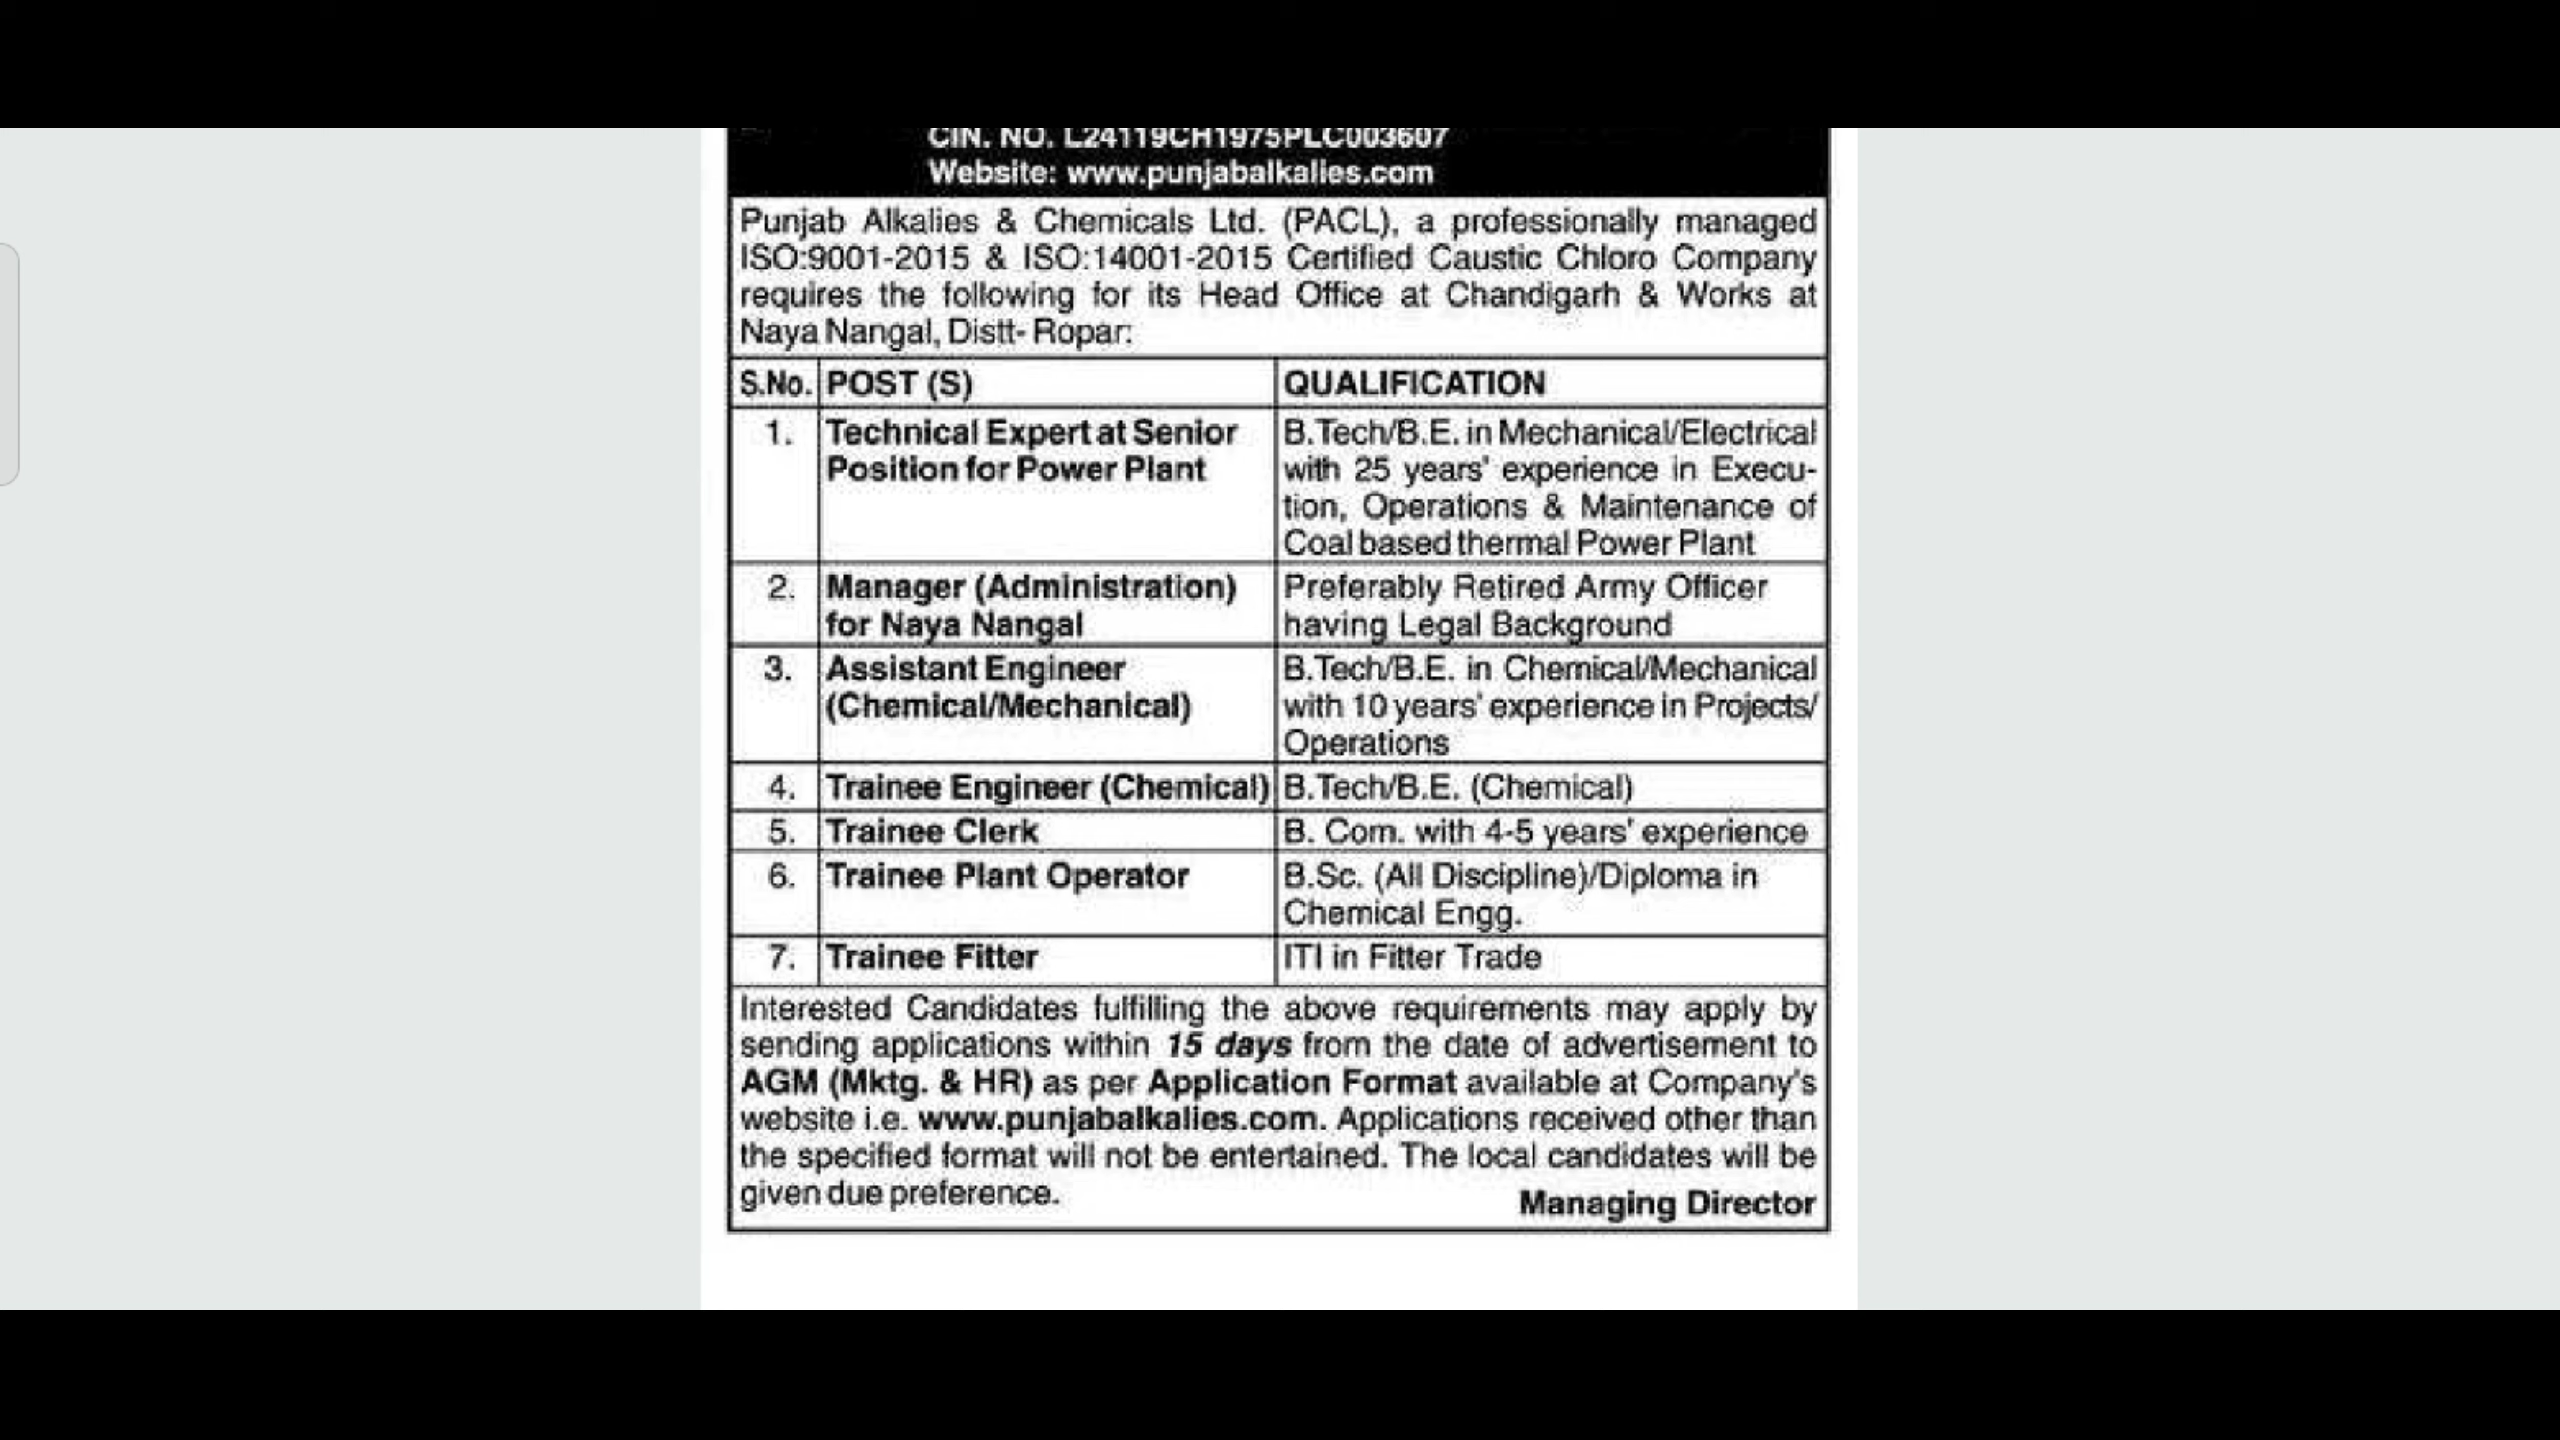 CIN. NO. L24119CH1975PLC003607
Website: www.punjabalkalies.com
Punjab Alkalies & Chemicals Ltd. (PACL), a professionally managed
ISO:9001-2015 & ISO:14001-2015 Certified Caustic Chloro Company
requires the following for its Head Office at Chandigarh & Works at
Naya Nangal, Distt- Ropar:
S.No. POST (S) QUALIFICATION
1. Technical Expert at Senior B.Tech/B.E. in Mechanical/Electrical
Position for Power Plant with 25 years' experience in Execu-
tion, Operations & Maintenance of
Coal based thermal Power Plant
2. Manager (Administration) Preferably Retired Army Officer
for Naya Nangal having Legal Background
3. Assistant Engineer B.Tech/B.E. in Chemical/Mechanical
(Chemical/Mechanical) with 10 years' experience in Projects/
Operations
4. Trainee Engineer (Chemical) B.Tech/B.E. (Chemical)
5. Trainee Clerk B. Com. with 4-5 years' experience
6. Trainee Plant Operator B.Sc. (All Discipline)/Diploma in
Chemical Engg.
7. Trainee Fitter ITI in Fitter Trade
Interested Candidates fulfilling the above requirements may apply by
sending applications within 15 days from the date of advertisement to
AGM (Mktg. & HR) as per Application Format available at Company's
website i.e. www.punjabalkalies.com. Applications received other than
the specified format will not be entertained. The local candidates will be
given due preference.
Managing Director